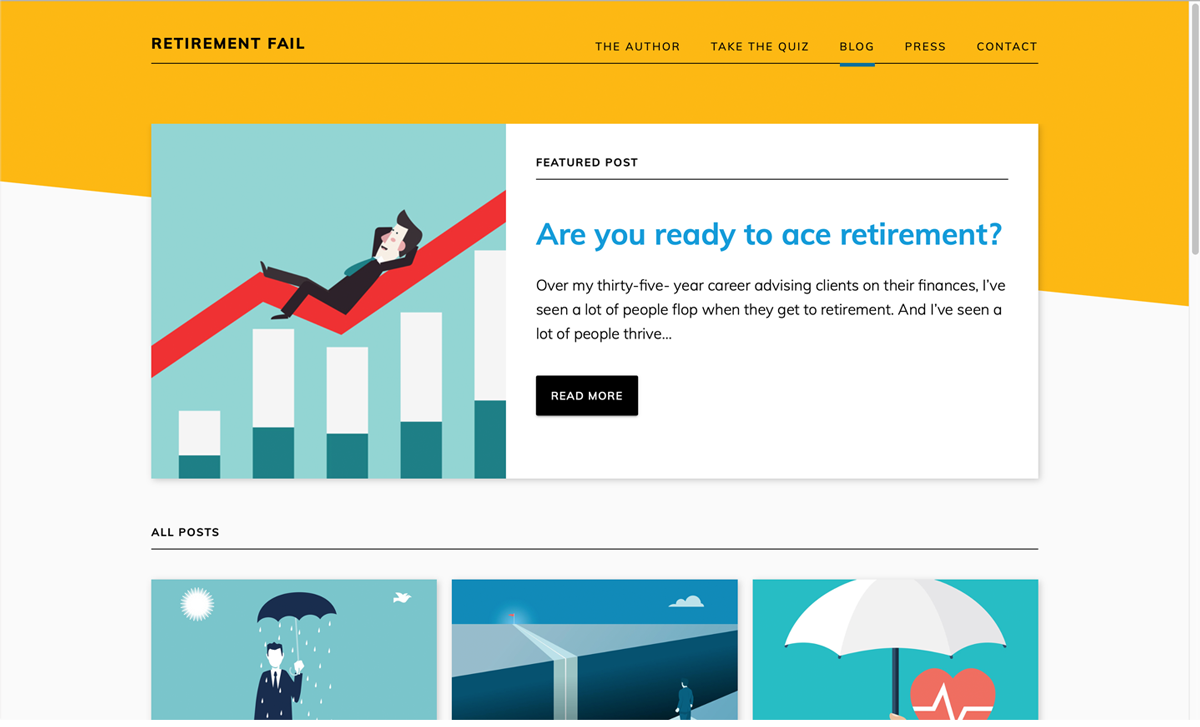 RETIREMENT FAIL
THE AUTHOR TAKE THE QUIZ BLOG PRESS CONTACT
FEATURED POST
Are you ready to ace retirement?
Over my thirty-five- year career advising clients on their finances, I’ve
seen a lot of people flop when they get to retirement. And I’ve seen a
lot of people thrive…
READ MORE
ALL POSTS